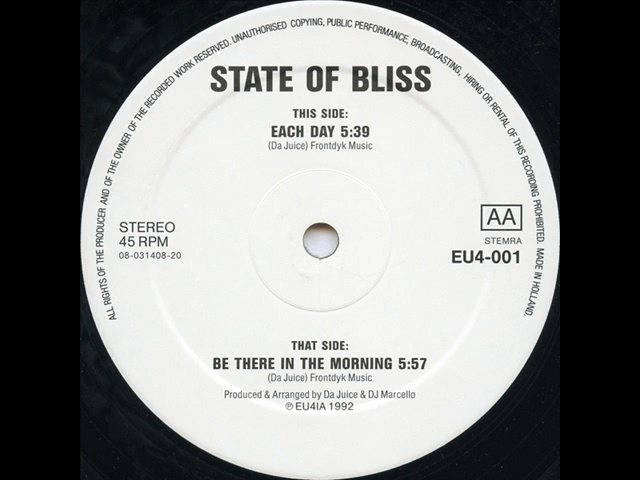 ALL RIGHTS OF THE PRODUCER AND OF THE OWNER OF THE RECORDED WORK RESERVED. UNAUTHORISED COPYING, PUBLIC PERFORMANCE, BROADCASTING, HIRING OR RENTAL OF THIS RECORDING PROHIBITED. MADE IN HOLLAND.
STATE OF BLISS
THIS SIDE:
EACH DAY 5:39
(Da Juice) Frontdyk Music
STEREO
45 RPM
08-031408-20
AA
STEMRA
EU4-001
THAT SIDE:
BE THERE IN THE MORNING 5:57
(Da Juice) Frontdyk Music
Produced & Arranged by Da Juice & DJ Marcello
℗ EU4IA 1992